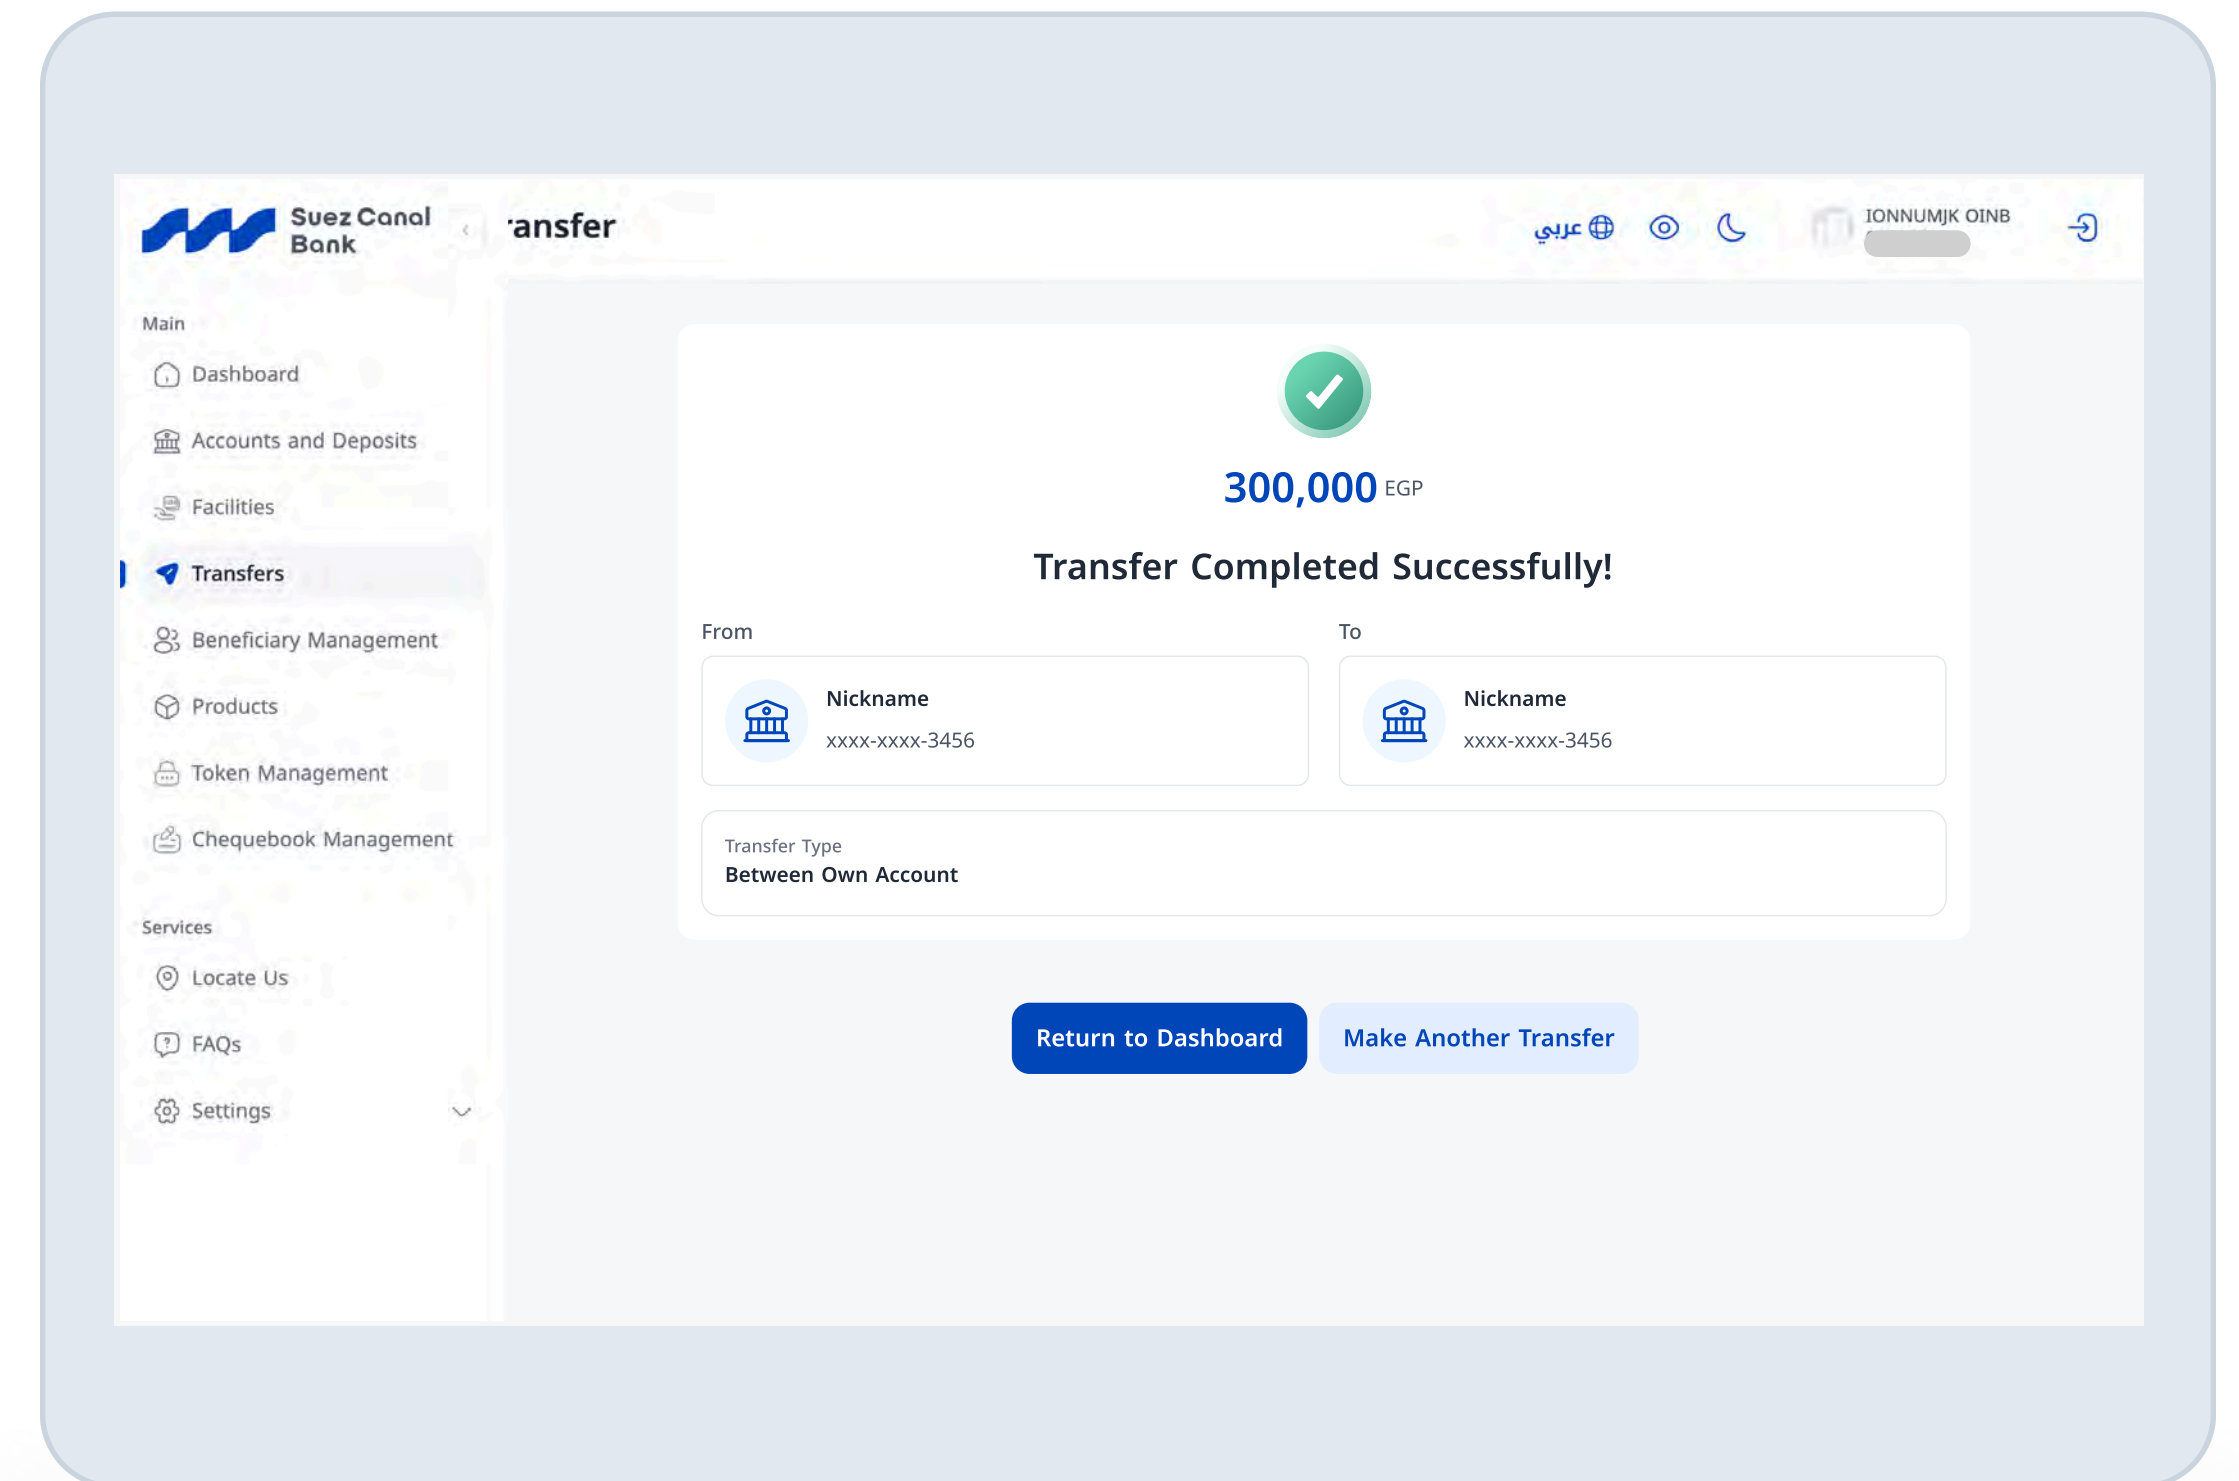 Suez Canal
Bank
ransfer
عربي
IONNUMJK OINB
Main
Dashboard
Accounts and Deposits
Facilities
Transfers
Beneficiary Management
Products
Token Management
Chequebook Management
Services
Locate Us
FAQs
Settings
300,000 EGP
Transfer Completed Successfully!
From
Nickname
xxxx-xxxx-3456
To
Nickname
xxxx-xxxx-3456
Transfer Type
Between Own Account
Return to Dashboard
Make Another Transfer